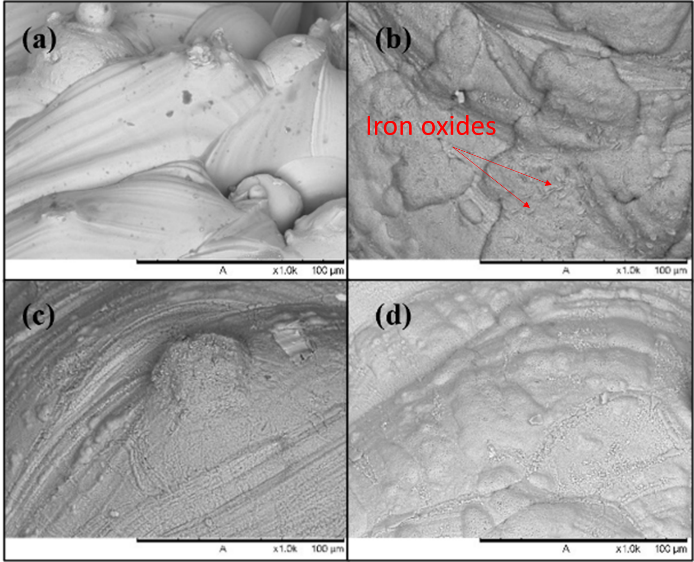 (a)
(b)
Iron oxides
A x1.0k 100 µm
A x1.0k 100 µm
(c)
(d)
A x1.0k 100 µm
A x1.0k 100 µm